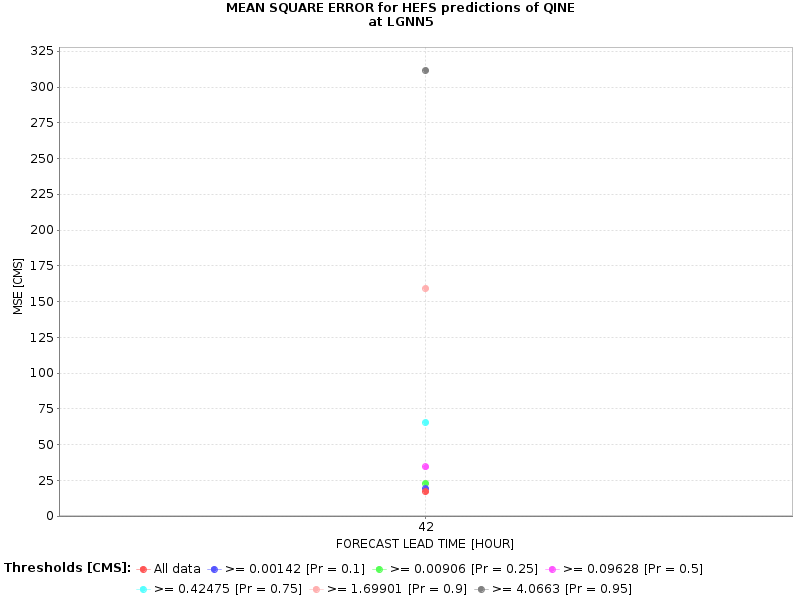 MEAN SQUARE ERROR for HEFS predictions of QINE
at LGNN5
325
300
275
250
225
200
175
150
125
100
75
50
25
0
MSE [CMS]
42
FORECAST LEAD TIME [HOUR]
Thresholds [CMS]: All data >= 0.00142 [Pr = 0.1] >= 0.00906 [Pr = 0.25] >= 0.09628 [Pr = 0.5]
>= 0.42475 [Pr = 0.75] >= 1.69901 [Pr = 0.9] >= 4.0663 [Pr = 0.95]